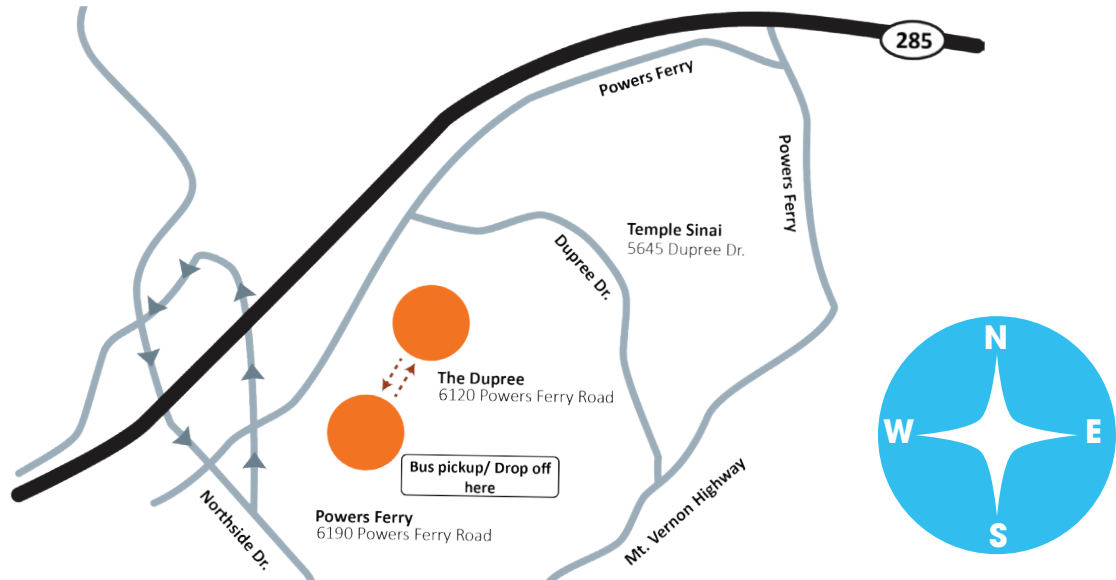 285
Powers Ferry
Powers Ferry
Temple Sinai
5645 Dupree Dr.
Dupree Dr.
N
W
E
S
The Dupree
6120 Powers Ferry Road
Bus pickup/ Drop off
here
Powers Ferry
6190 Powers Ferry Road
Northside Dr.
Mt. Vernon Highway